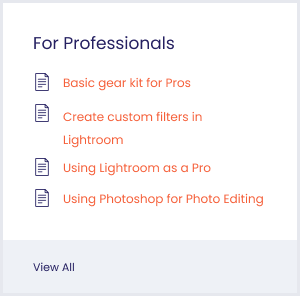 For Professionals
Basic gear kit for Pros
Create custom filters in
Lightroom
Using Lightroom as a Pro
Using Photoshop for Photo Editing
View All